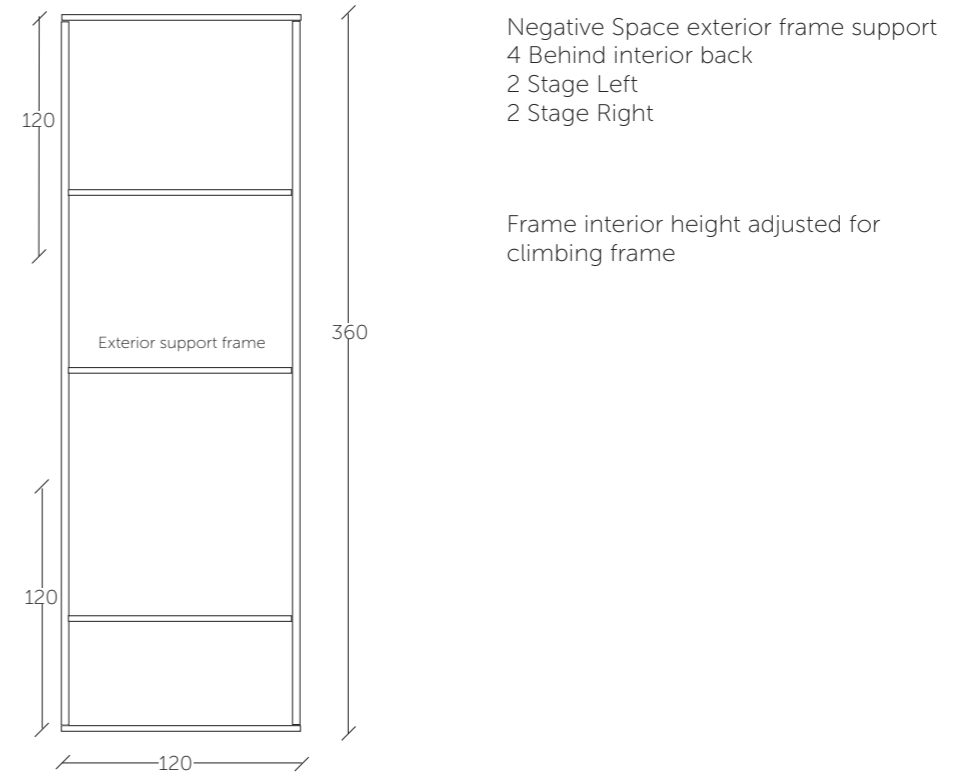 Negative Space exterior frame support
4 Behind interior back
2 Stage Left
2 Stage Right
Frame interior height adjusted for
climbing frame
120
360
Exterior support frame
120
120